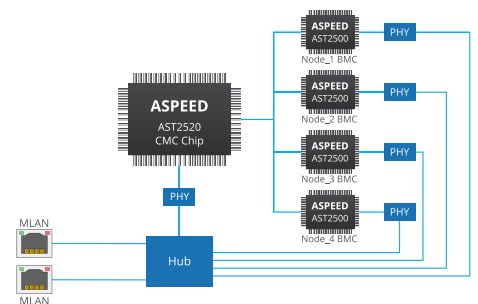 ASPEED
AST2500
Node_1 BMC
PHY
ASPEED
AST2500
Node_2 BMC
PHY
ASPEED
AST2520
CMC Chip
ASPEED
AST2500
Node_3 BMC
PHY
ASPEED
AST2500
Node_4 BMC
PHY
PHY
MLAN
Hub
MLAN